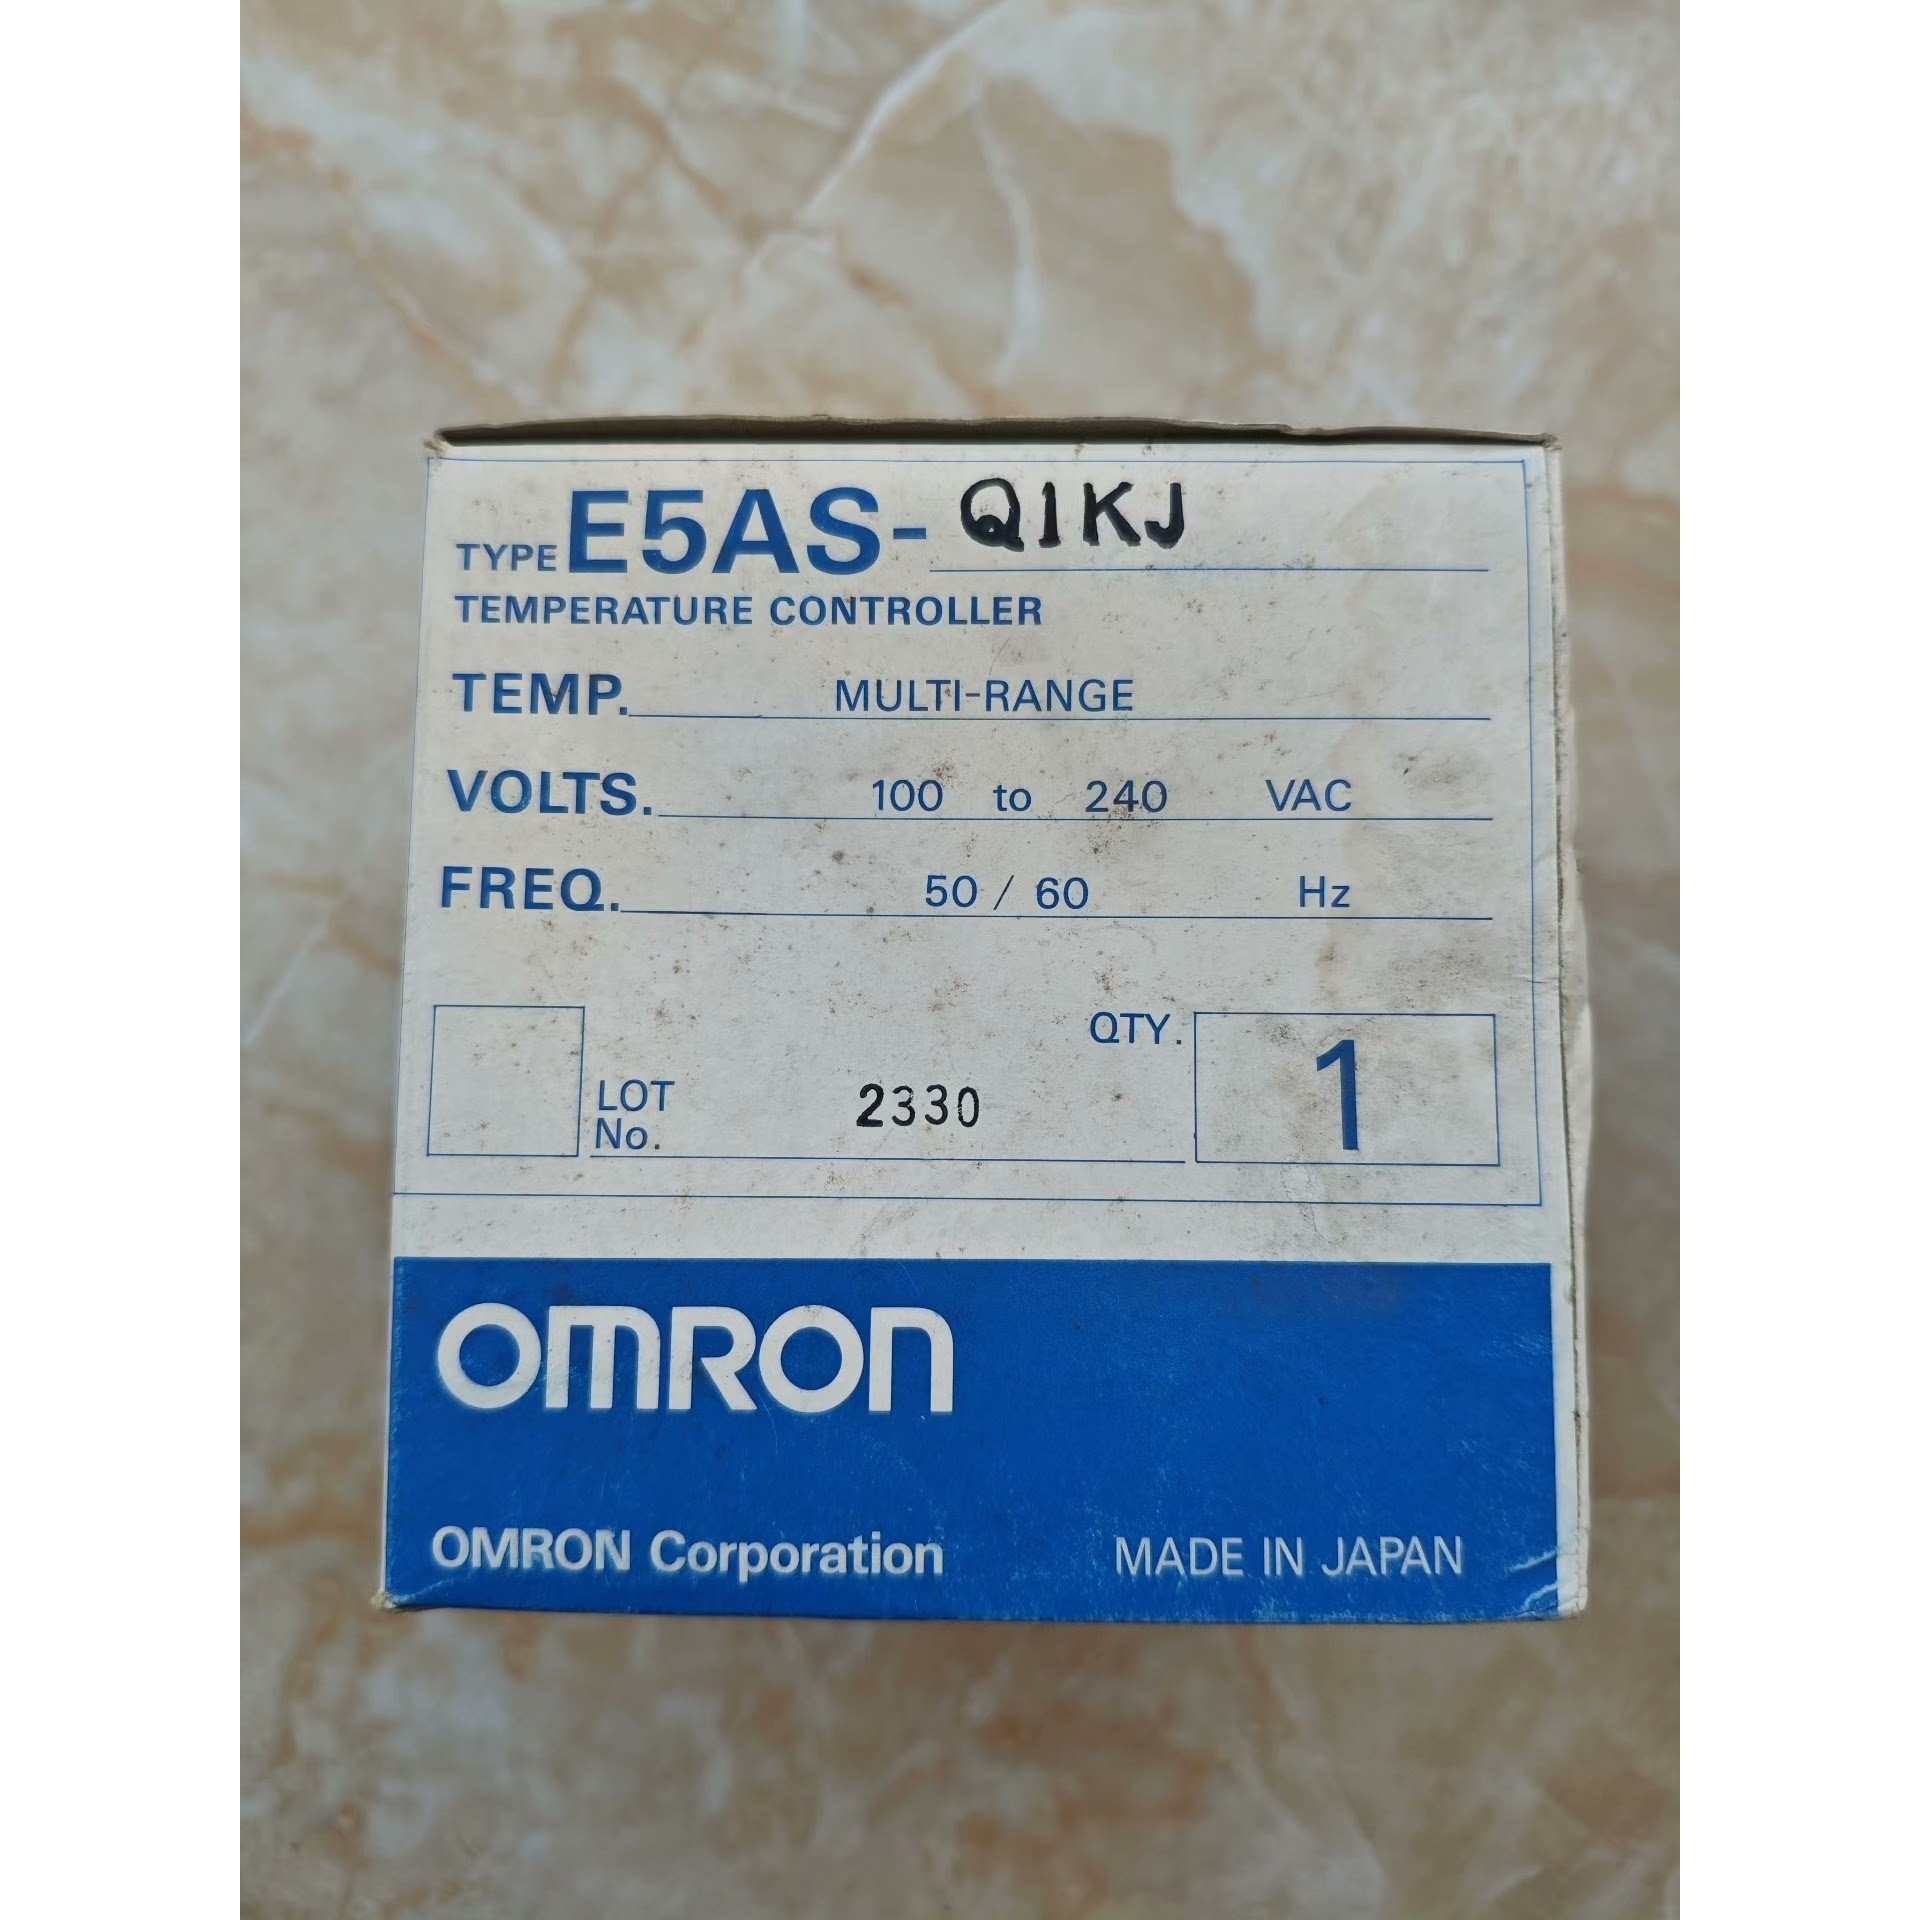 TYPE E5AS- Q1KJ
TEMPERATURE CONTROLLER
TEMP. MULTI-RANGE
VOLTS. 100 to 240 VAC
FREQ. 50 / 60 Hz
QTY. 1
LOT No. 2330
OMRON
OMRON Corporation MADE IN JAPAN